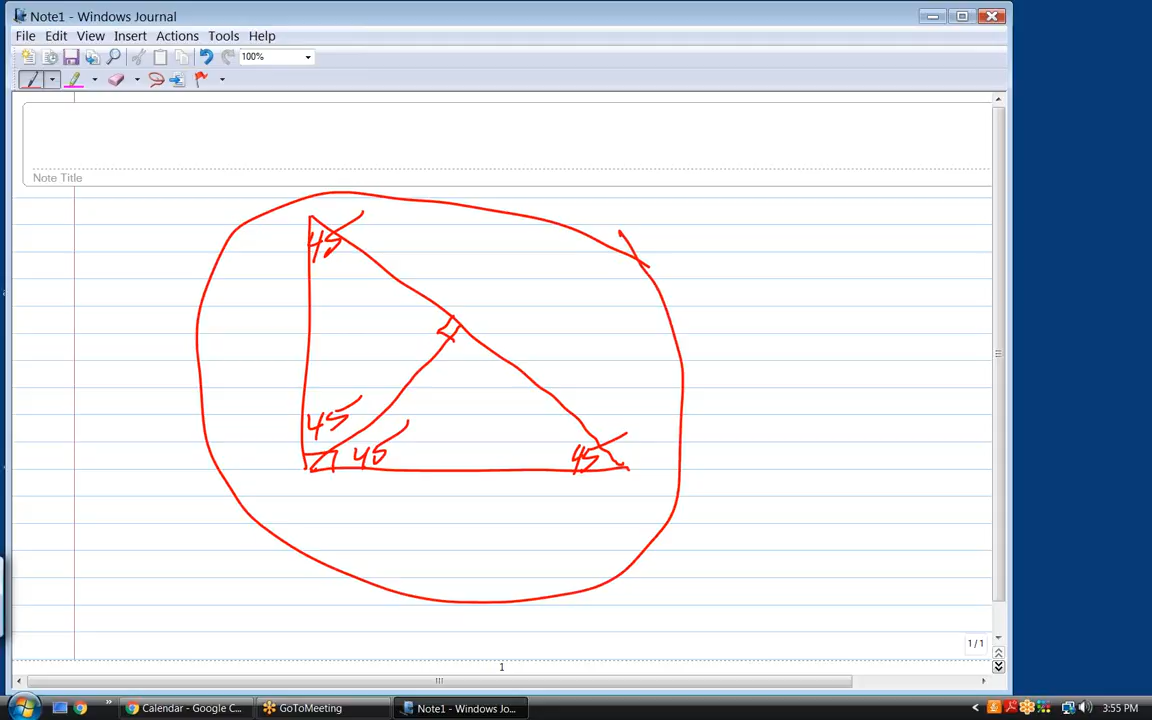 Note1 - Windows Journal
File Edit View Insert Actions Tools Help
100%
Note Title
45
45
45
45
1 / 1
1
Calendar - Google C...
GoToMeeting
Note1 - Windows Jo...
3:55 PM